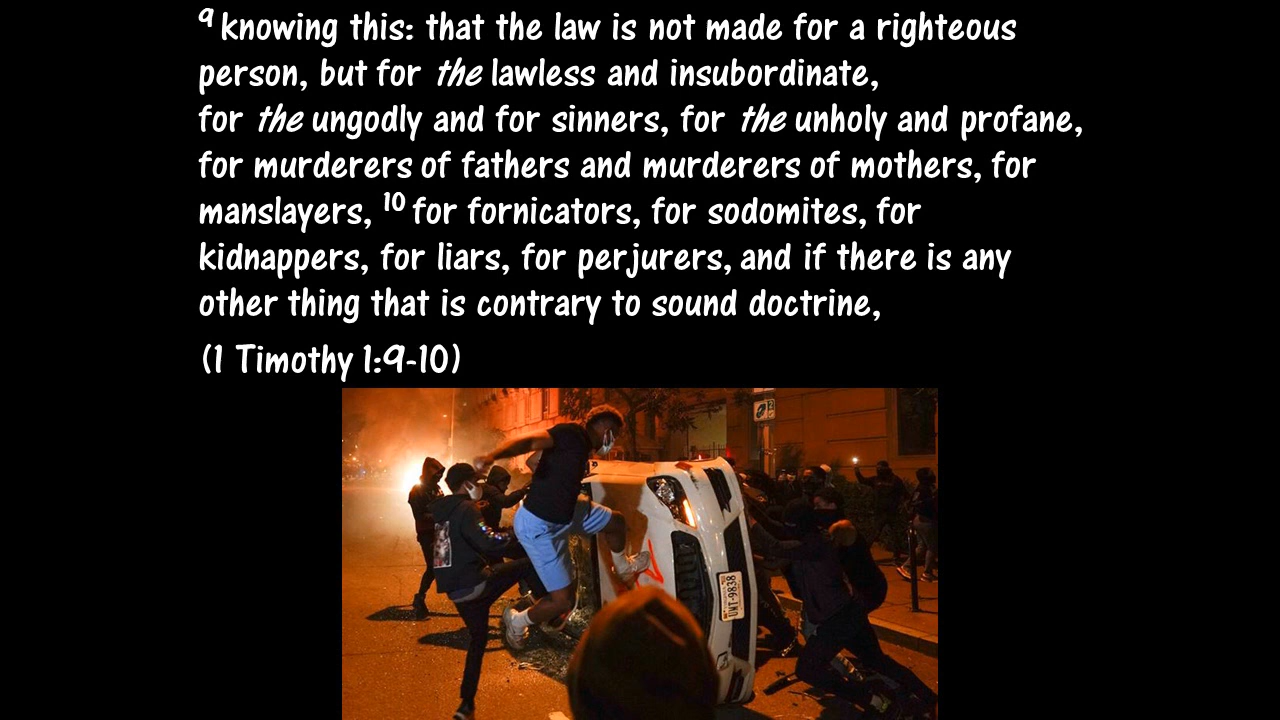 9 knowing this: that the law is not made for a righteous
person, but for the lawless and insubordinate,
for the ungodly and for sinners, for the unholy and profane,
for murderers of fathers and murderers of mothers, for
manslayers, 10 for fornicators, for sodomites, for
kidnappers, for liars, for perjurers, and if there is any
other thing that is contrary to sound doctrine,
(1 Timothy 1:9-10)
UWT-9838